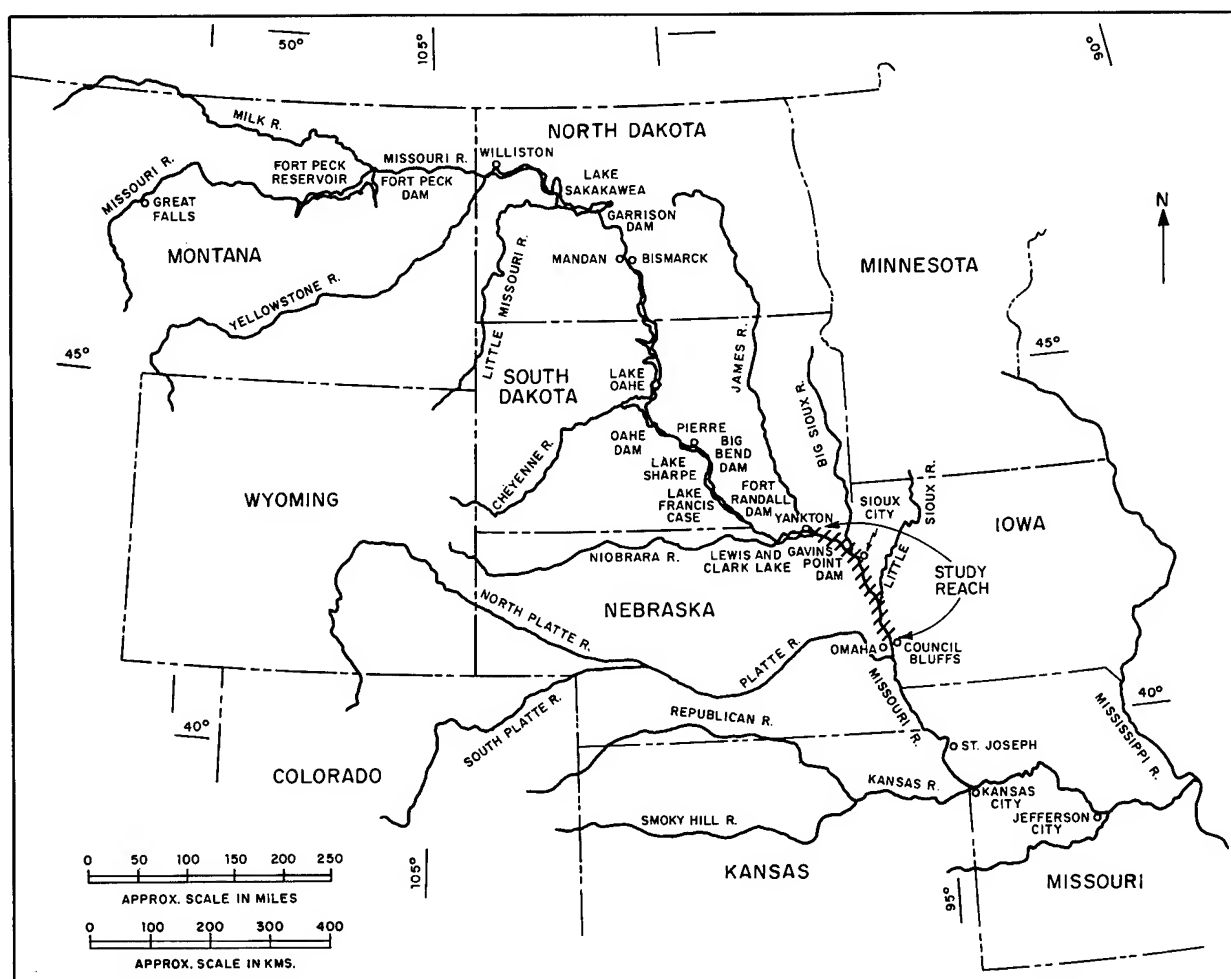 50°
105°
90°
MILK R.
NORTH DAKOTA
MISSOURI R.
WILLISTON
MISSOURI R.
FORT PECK
RESERVOIR
FORT PECK
DAM
LAKE
SAKAKAWEA
GREAT
FALLS
GARRISON
DAM
N
MONTANA
MANDAN
BISMARCK
MINNESOTA
YELLOWSTONE R.
LITTLE MISSOURI R.
45°
45°
JAMES R.
LAKE
OAHE
SOUTH
DAKOTA
BIG SIOUX R.
CHEYENNE R.
OAHE
DAM
PIERRE
BIG
BEND
DAM
LAKE
SHARPE
LAKE
FRANCIS
CASE
FORT
RANDALL
DAM
WYOMING
YANKTON
SIOUX
CITY
LITTLE SIOUX R.
IOWA
NIOBRARA R.
LEWIS AND
CLARK LAKE
GAVINS
POINT
DAM
STUDY
REACH
NORTH PLATTE R.
NEBRASKA
PLATTE R.
OMAHA
COUNCIL
BLUFFS
MISSOURI R.
MISSISSIPPI R.
40°
40°
REPUBLICAN R.
SOUTH PLATTE R.
ST. JOSEPH
COLORADO
KANSAS R.
KANSAS
CITY
JEFFERSON
CITY
SMOKY HILL R.
KANSAS
MISSOURI
105°
95°
0 50 100 150 200 250
APPROX. SCALE IN MILES
0 100 200 300 400
APPROX. SCALE IN KMS.